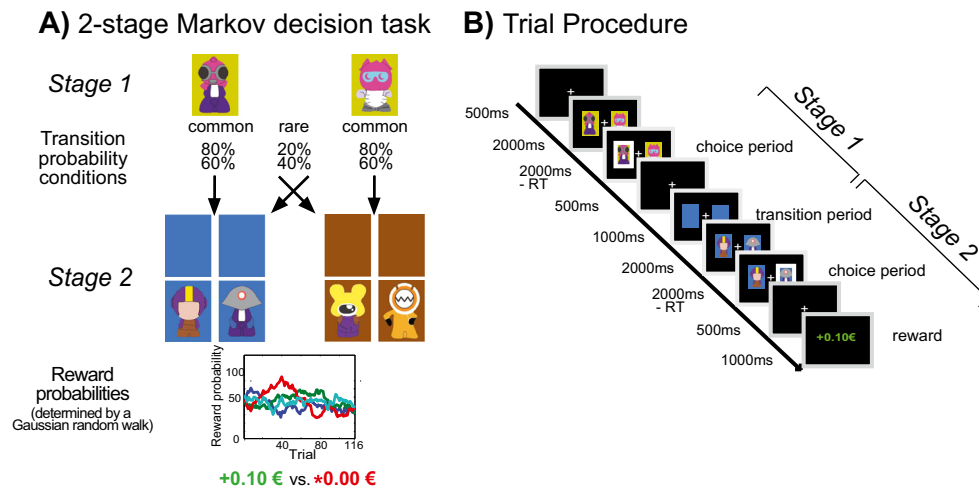 A) 2-stage Markov decision task
Stage 1
common rare common
Transition
probability
conditions
80% 20% 80%
60% 40% 60%
Stage 2
Reward
probabilities
(determined by a
Gaussian random walk)
Reward probability
100
50
0
40 80 116
Trial
+0.10 € vs. *0.00 €
B) Trial Procedure
500ms
2000ms
2000ms
- RT
500ms
1000ms
2000ms
2000ms
- RT
500ms
1000ms
choice period
transition period
choice period
reward
+0.10€
Stage 1
Stage 2